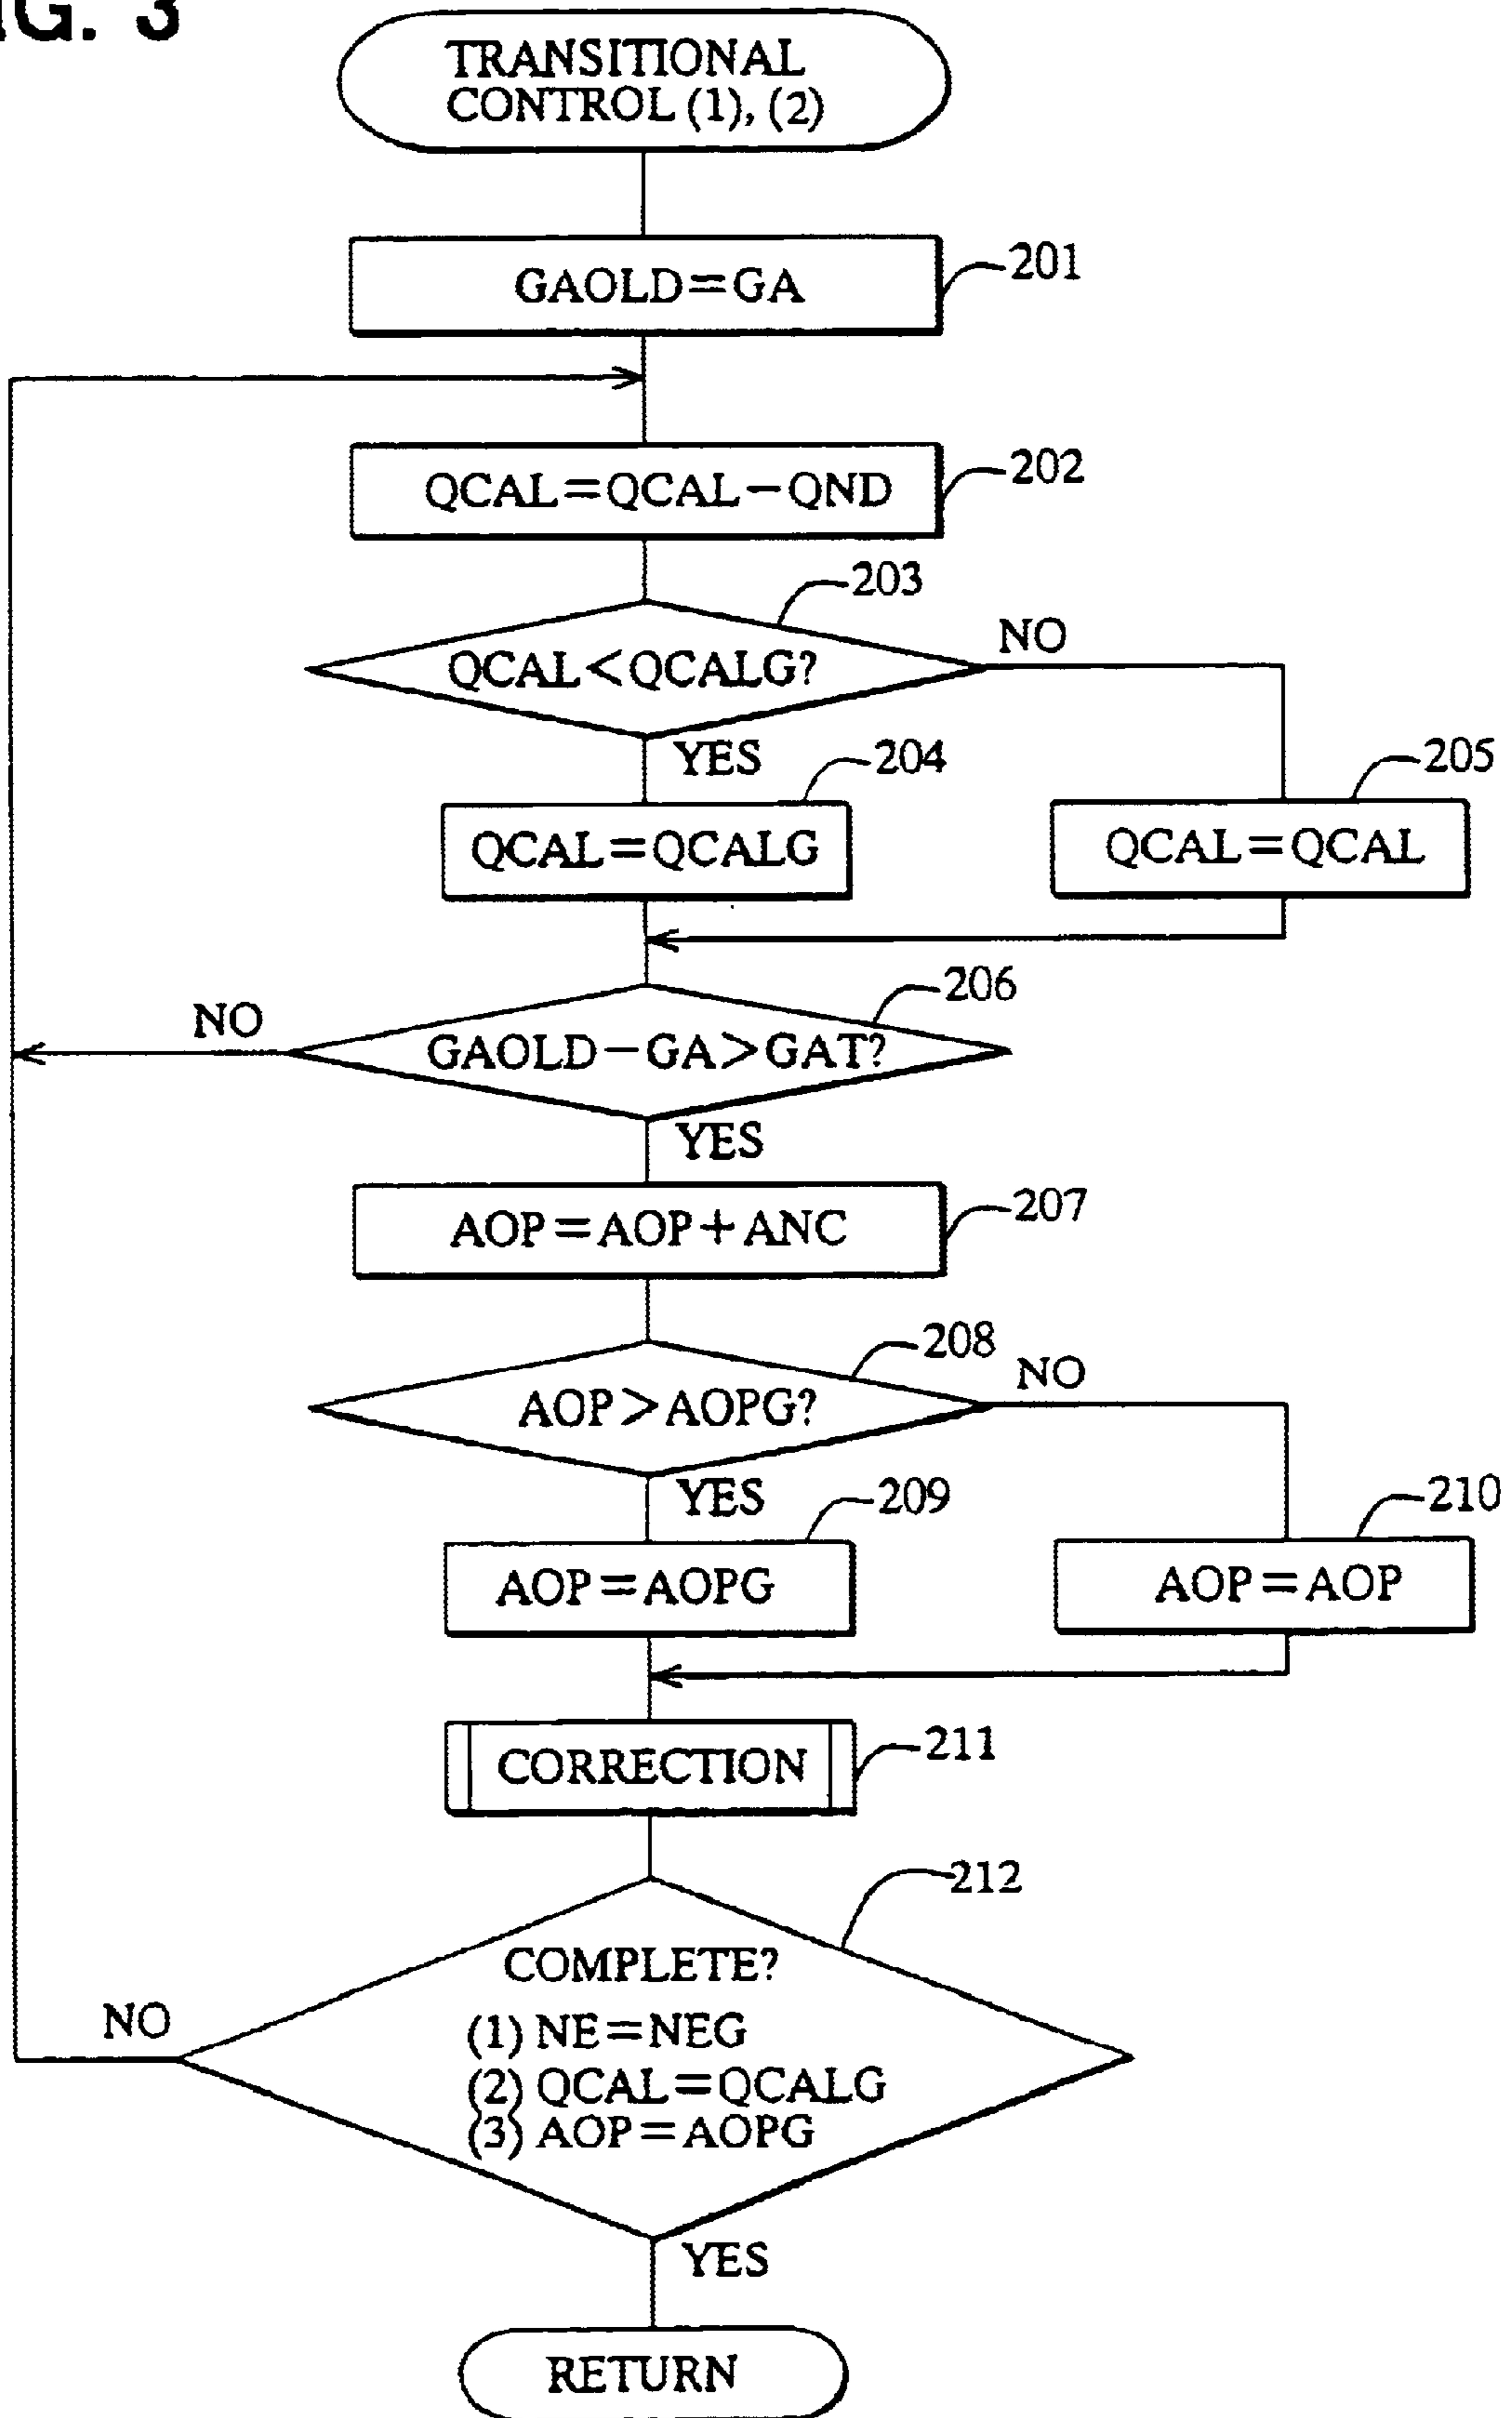 FIG. 3
TRANSITIONAL
CONTROL (1), (2)
GAOLD=GA
201
QCAL=QCAL-QND
202
203
QCAL<QCALG?
NO
YES
204
QCAL=QCALG
205
QCAL=QCAL
206
NO
GAOLD-GA>GAT?
YES
AOP=AOP+ANC
207
208
NO
AOP>AOPG?
YES
209
AOP=AOPG
210
AOP=AOP
CORRECTION
211
212
COMPLETE?
NO
(1) NE=NEG
(2) QCAL=QCALG
(3) AOP=AOPG
YES
RETURN